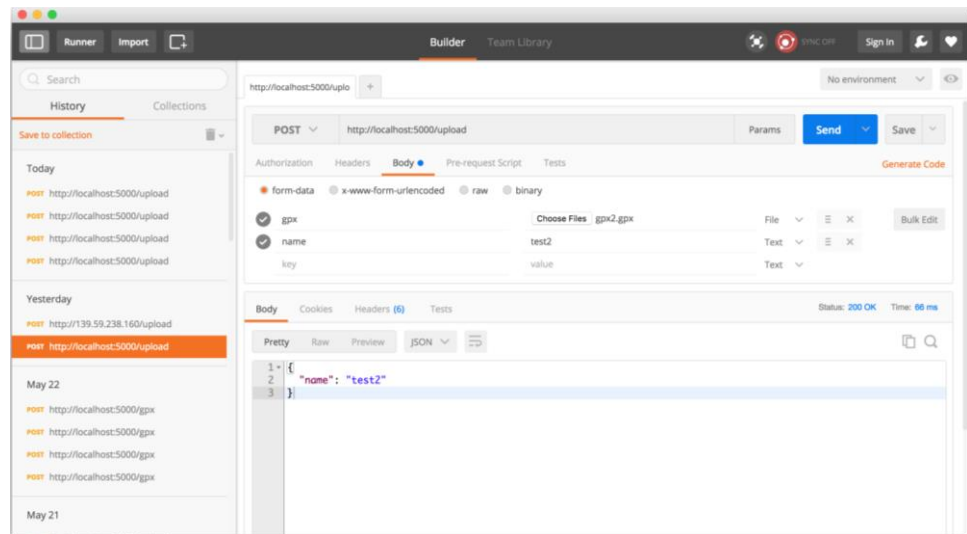 Runner Import Builder Team Library SYNC OFF Sign In
Search
History Collections
Save to collection
Today
POST http://localhost:5000/upload
POST http://localhost:5000/upload
POST http://localhost:5000/upload
POST http://localhost:5000/upload
Yesterday
POST http://139.59.238.160/upload
POST http://localhost:5000/upload
May 22
POST http://localhost:5000/gpx
POST http://localhost:5000/gpx
POST http://localhost:5000/gpx
POST http://localhost:5000/gpx
May 21
http://localhost:5000/uplo + No environment
POST http://localhost:5000/upload Params Send Save
Authorization Headers Body Pre-request Script Tests Generate Code
form-data x-www-form-urlencoded raw binary
gpx Choose Files gpx2.gpx File Bulk Edit
name test2 Text
key value Text
Body Cookies Headers (6) Tests Status: 200 OK Time: 66 ms
Pretty Raw Preview JSON
1 {
2 "name": "test2"
3 }